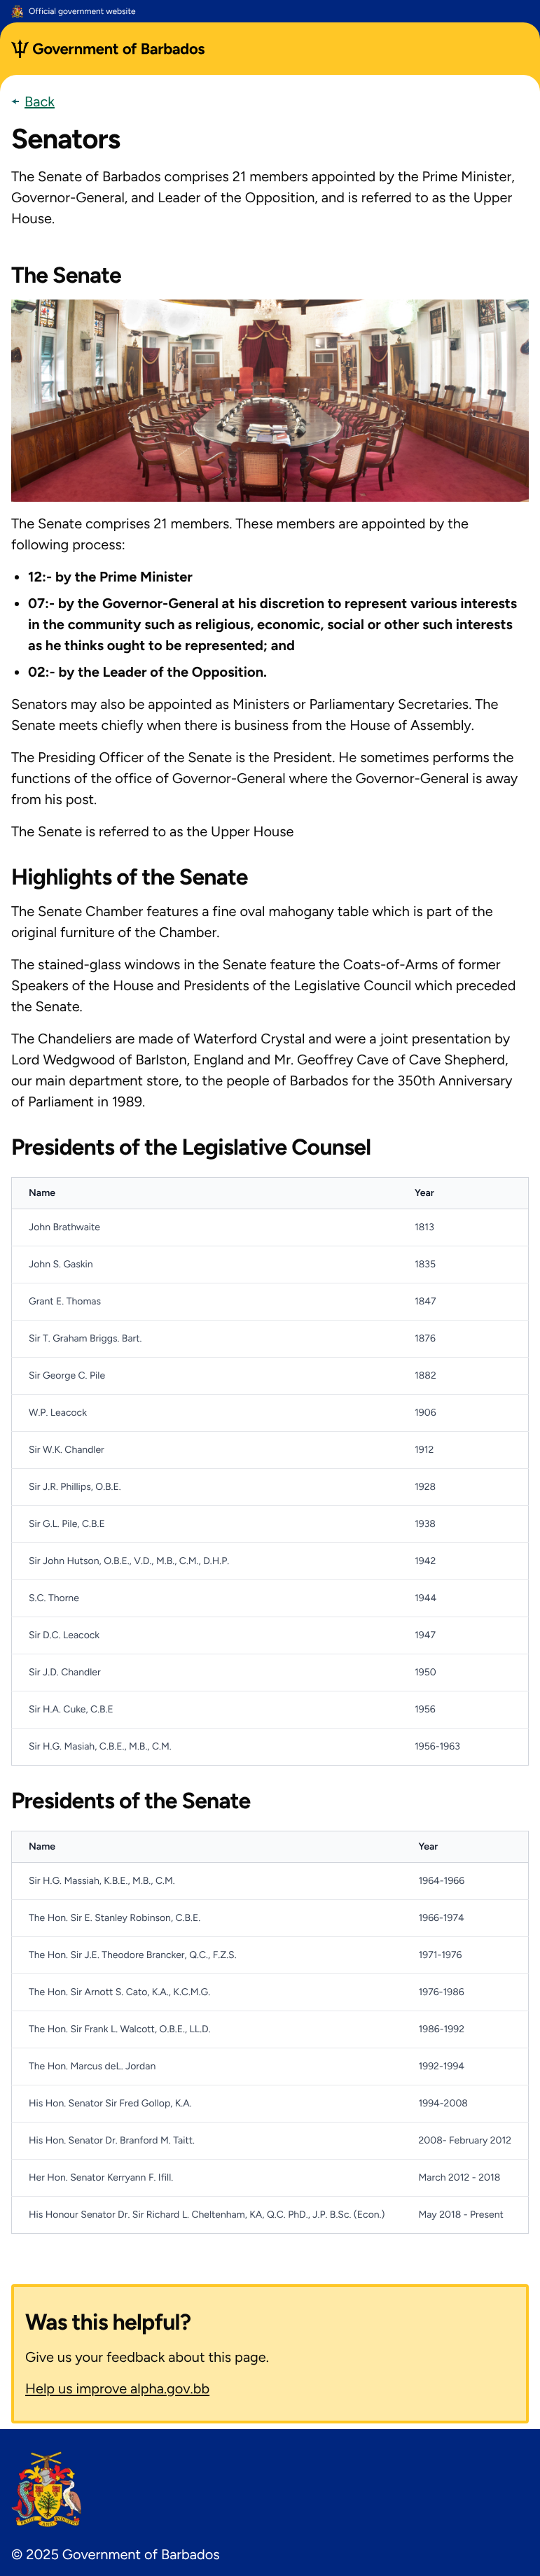 Official government website
Government of Barbados
Back
Senators
The Senate of Barbados comprises 21 members appointed by the Prime Minister,
Governor-General, and Leader of the Opposition, and is referred to as the Upper
House.
The Senate
The Senate comprises 21 members. These members are appointed by the
following process:
• 12:- by the Prime Minister
• 07:- by the Governor-General at his discretion to represent various interests
in the community such as religious, economic, social or other such interests
as he thinks ought to be represented; and
• 02:- by the Leader of the Opposition.
Senators may also be appointed as Ministers or Parliamentary Secretaries. The
Senate meets chiefly when there is business from the House of Assembly.
The Presiding Officer of the Senate is the President. He sometimes performs the
functions of the office of Governor-General where the Governor-General is away
from his post.
The Senate is referred to as the Upper House
Highlights of the Senate
The Senate Chamber features a fine oval mahogany table which is part of the
original furniture of the Chamber.
The stained-glass windows in the Senate feature the Coats-of-Arms of former
Speakers of the House and Presidents of the Legislative Council which preceded
the Senate.
The Chandeliers are made of Waterford Crystal and were a joint presentation by
Lord Wedgwood of Barlston, England and Mr. Geoffrey Cave of Cave Shepherd,
our main department store, to the people of Barbados for the 350th Anniversary
of Parliament in 1989.
Presidents of the Legislative Counsel
Name Year
John Brathwaite 1813
John S. Gaskin 1835
Grant E. Thomas 1847
Sir T. Graham Briggs. Bart. 1876
Sir George C. Pile 1882
W.P. Leacock 1906
Sir W.K. Chandler 1912
Sir J.R. Phillips, O.B.E. 1928
Sir G.L. Pile, C.B.E 1938
Sir John Hutson, O.B.E., V.D., M.B., C.M., D.H.P. 1942
S.C. Thorne 1944
Sir D.C. Leacock 1947
Sir J.D. Chandler 1950
Sir H.A. Cuke, C.B.E 1956
Sir H.G. Masiah, C.B.E., M.B., C.M. 1956-1963
Presidents of the Senate
Name Year
Sir H.G. Massiah, K.B.E., M.B., C.M. 1964-1966
The Hon. Sir E. Stanley Robinson, C.B.E. 1966-1974
The Hon. Sir J.E. Theodore Brancker, Q.C., F.Z.S. 1971-1976
The Hon. Sir Arnott S. Cato, K.A., K.C.M.G. 1976-1986
The Hon. Sir Frank L. Walcott, O.B.E., LL.D. 1986-1992
The Hon. Marcus deL. Jordan 1992-1994
His Hon. Senator Sir Fred Gollop, K.A. 1994-2008
His Hon. Senator Dr. Branford M. Taitt. 2008- February 2012
Her Hon. Senator Kerryann F. Ifill. March 2012 - 2018
His Honour Senator Dr. Sir Richard L. Cheltenham, KA, Q.C. PhD., J.P. B.Sc. (Econ.) May 2018 - Present
Was this helpful?
Give us your feedback about this page.
Help us improve alpha.gov.bb
© 2025 Government of Barbados